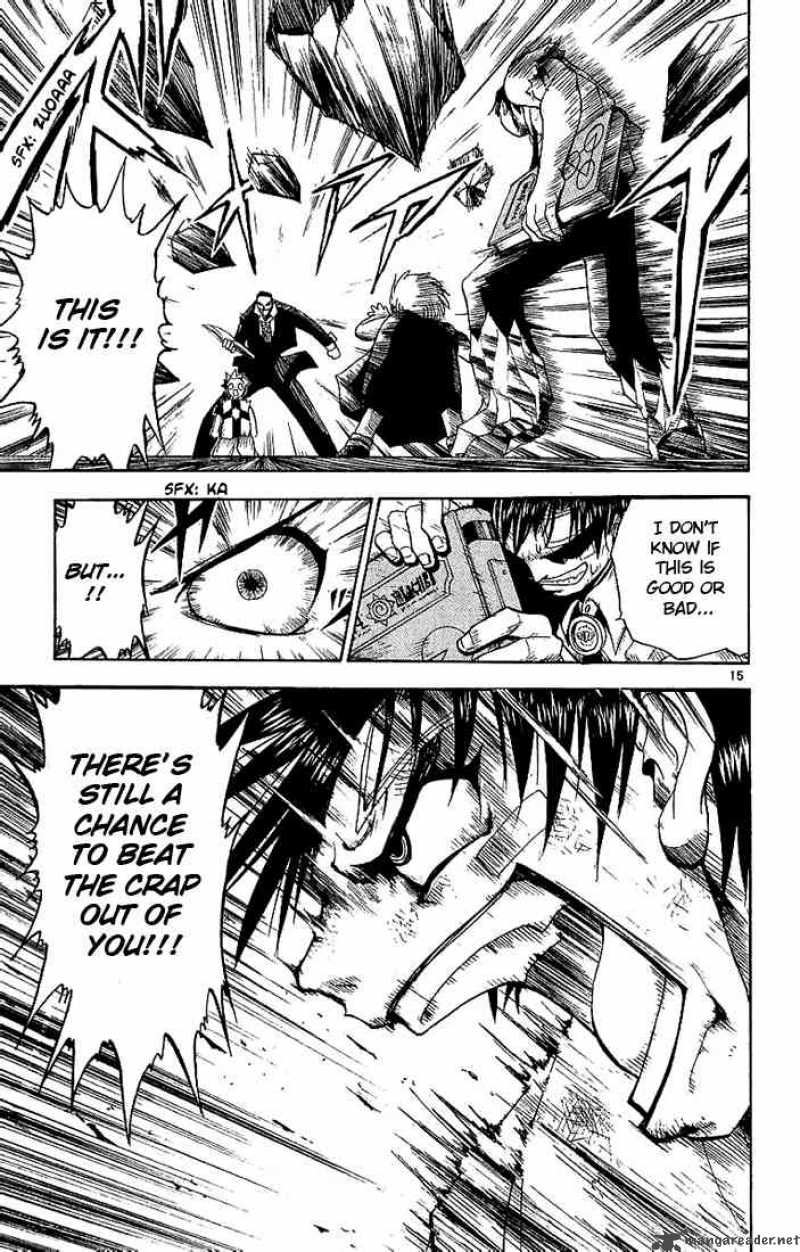 SFX: ZUOAAA
THIS
IS IT!!!
I DON'T
KNOW IF
THIS IS
GOOD OR
BAD...
SFX: KA
BUT...
!!
15
THERE'S
STILL A
CHANCE
TO BEAT
THE CRAP
OUT OF
YOU!!!
mangareader.net